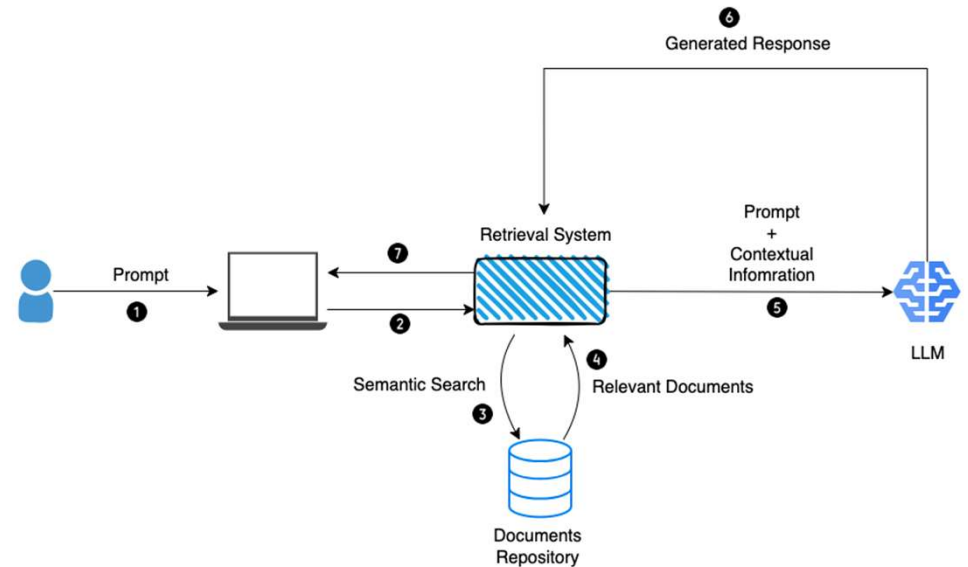 6
Generated Response
Prompt
+
Contextual
Infomration
5
Retrieval System
7
Prompt
1
2
LLM
4
Semantic Search
Relevant Documents
3
Documents
Repository